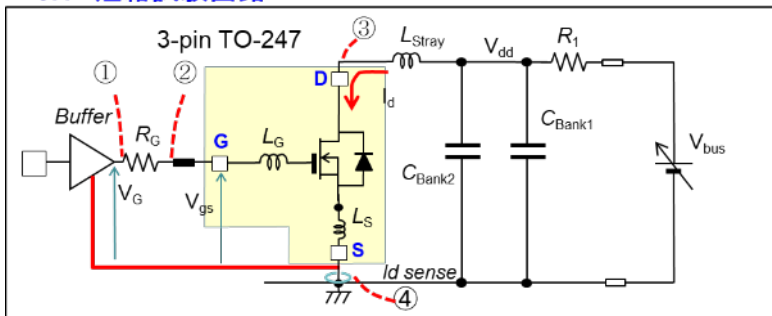 3-pin TO-247
③
LStray
Vdd
R1
①
②
D
Id
Buffer
RG
G
LG
CBank1
CBank2
Vbus
VG
Vgs
LS
S
Id sense
④